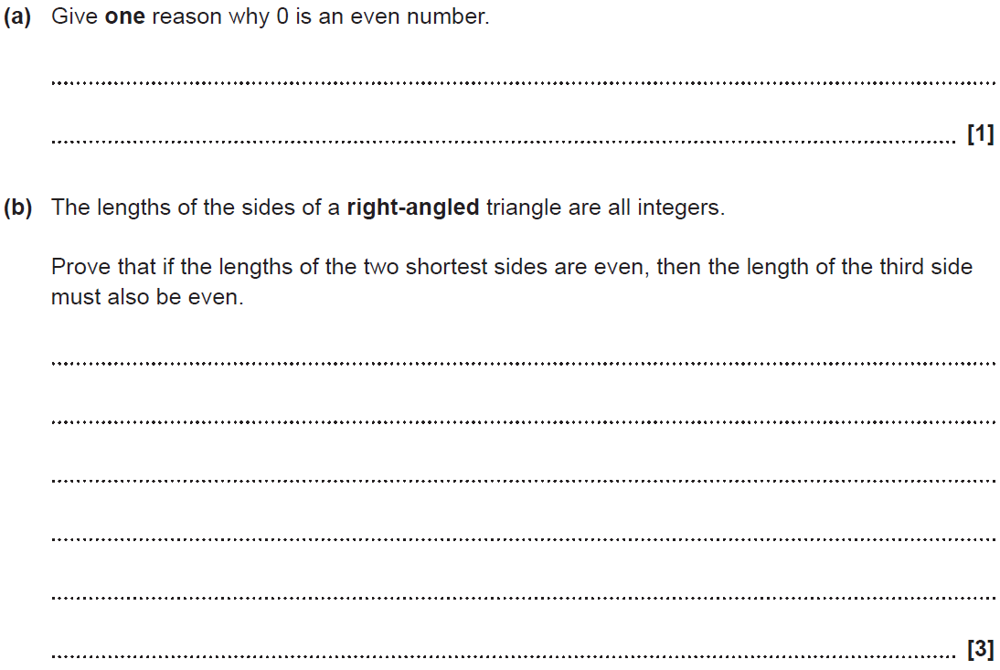 (a) Give one reason why 0 is an even number.
[1]
(b) The lengths of the sides of a right-angled triangle are all integers.
Prove that if the lengths of the two shortest sides are even, then the length of the third side
must also be even.
[3]